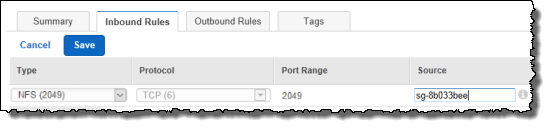 Summary Inbound Rules Outbound Rules Tags
Cancel Save
Type Protocol Port Range Source
NFS (2049) TCP (6) 2049 sg-8b033bee